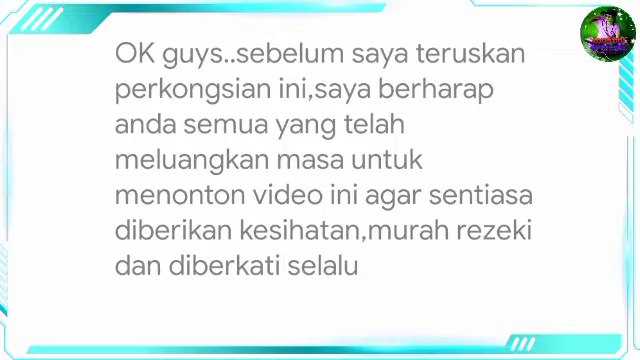 OK guys..sebelum saya teruskan
perkongsian ini,saya berharap
anda semua yang telah
meluangkan masa untuk
menonton video ini agar sentiasa
diberikan kesihatan,murah rezeki
dan diberkati selalu